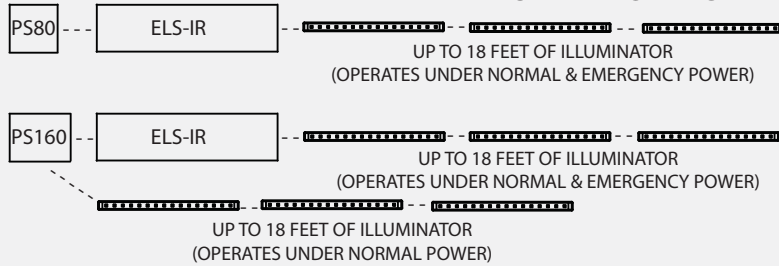 PS80 ELS-IR
UP TO 18 FEET OF ILLUMINATOR
(OPERATES UNDER NORMAL & EMERGENCY POWER)
PS160 ELS-IR
UP TO 18 FEET OF ILLUMINATOR
(OPERATES UNDER NORMAL & EMERGENCY POWER)
UP TO 18 FEET OF ILLUMINATOR
(OPERATES UNDER NORMAL POWER)